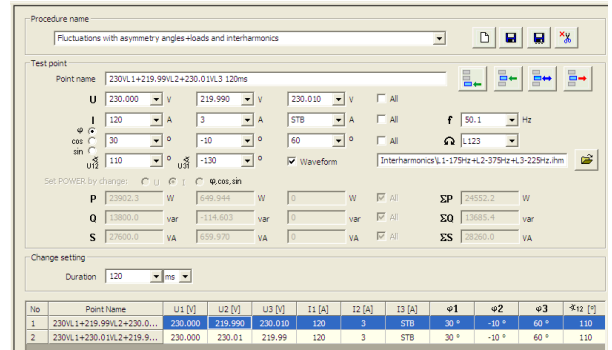 Procedure name
Fluctuations with asymmetry angles+loads and interharmonics
Test point
Point name 230VL1+219.99VL2+230.01VL3 120ms
U 230.000 V 219.990 V 230.010 V All
I 120 A 3 A STB A All f 50.1 Hz
φ cos sin 30 ° -10 ° 60 ° All Ω L123
U12 110 ° U31 -130 ° Waveform Interharmonics\L1-175Hz+L2-375Hz+L3-225Hz.ihm
Set POWER by change: U I φ,cos,sin
P 23902.3 W 649.944 W 0 W All ΣP 24552.2 W
Q 13800.0 var -114.603 var 0 var All ΣQ 13685.4 var
S 27600.0 VA 659.970 VA 0 VA All ΣS 28260.0 VA
Change setting
Duration 120 ms
No Point Name U1 [V] U2 [V] U3 [V] I1 [A] I2 [A] I3 [A] φ1 φ2 φ3 ∢12 [°]
1 230VL1+219.99VL2+230.0... 230.000 219.990 230.010 120 3 STB 30 ° -10 ° 60 ° 110
2 230VL1+230.01VL2+219.9... 230.000 230.01 219.99 120 3 STB 30 ° -10 ° 60 ° 110